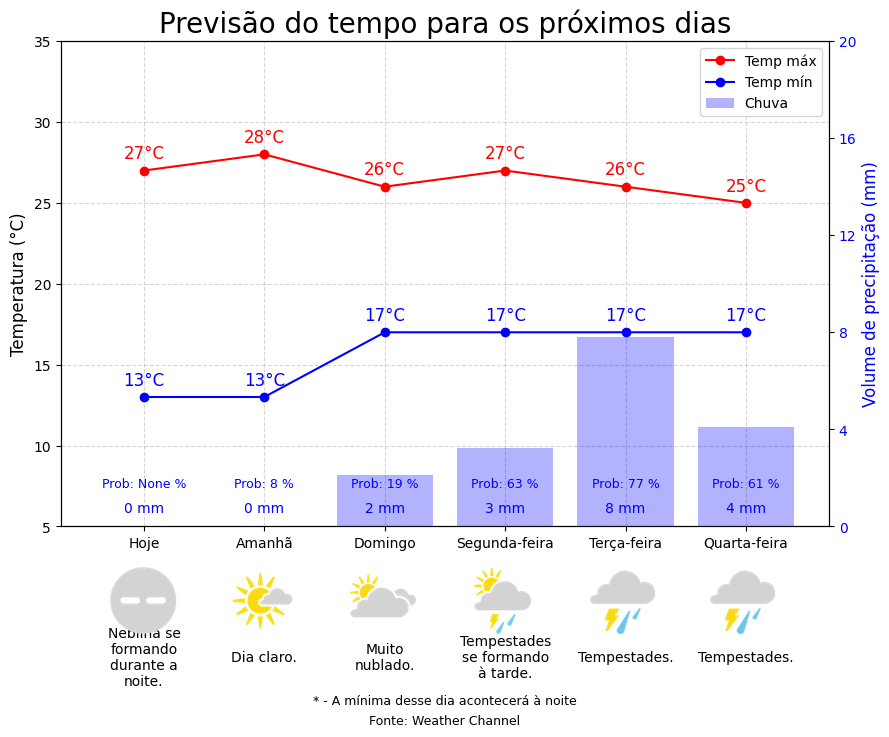 Previsão do tempo para os próximos dias
Temperatura (°C)
35
30
25
20
15
10
5
Volume de precipitação (mm)
20
16
12
8
4
0
Temp máx
Temp mín
Chuva
27°C 28°C 26°C 27°C 26°C 25°C
13°C 13°C 17°C 17°C 17°C 17°C
Prob: None % Prob: 8 % Prob: 19 % Prob: 63 % Prob: 77 % Prob: 61 %
0 mm 0 mm 2 mm 3 mm 8 mm 4 mm
Hoje Amanhã Domingo Segunda-feira Terça-feira Quarta-feira
Neblina se
formando
durante a
noite.
Dia claro.
Muito
nublado.
Tempestades
se formando
à tarde.
Tempestades.
Tempestades.
* - A mínima desse dia acontecerá à noite
Fonte: Weather Channel